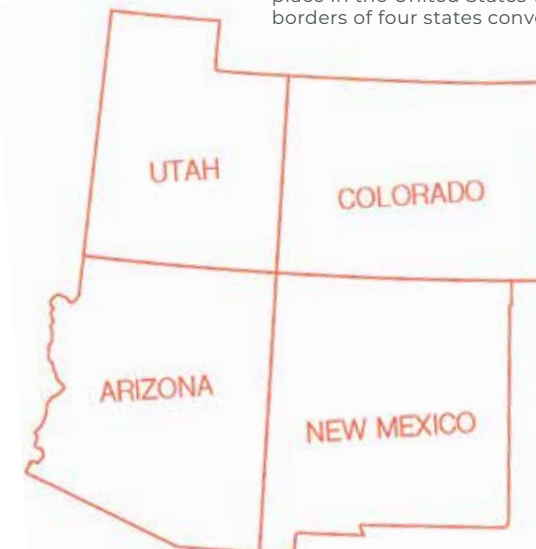 place in the United States
borders of four states
UTAH
COLORADO
ARIZONA
NEW MEXICO